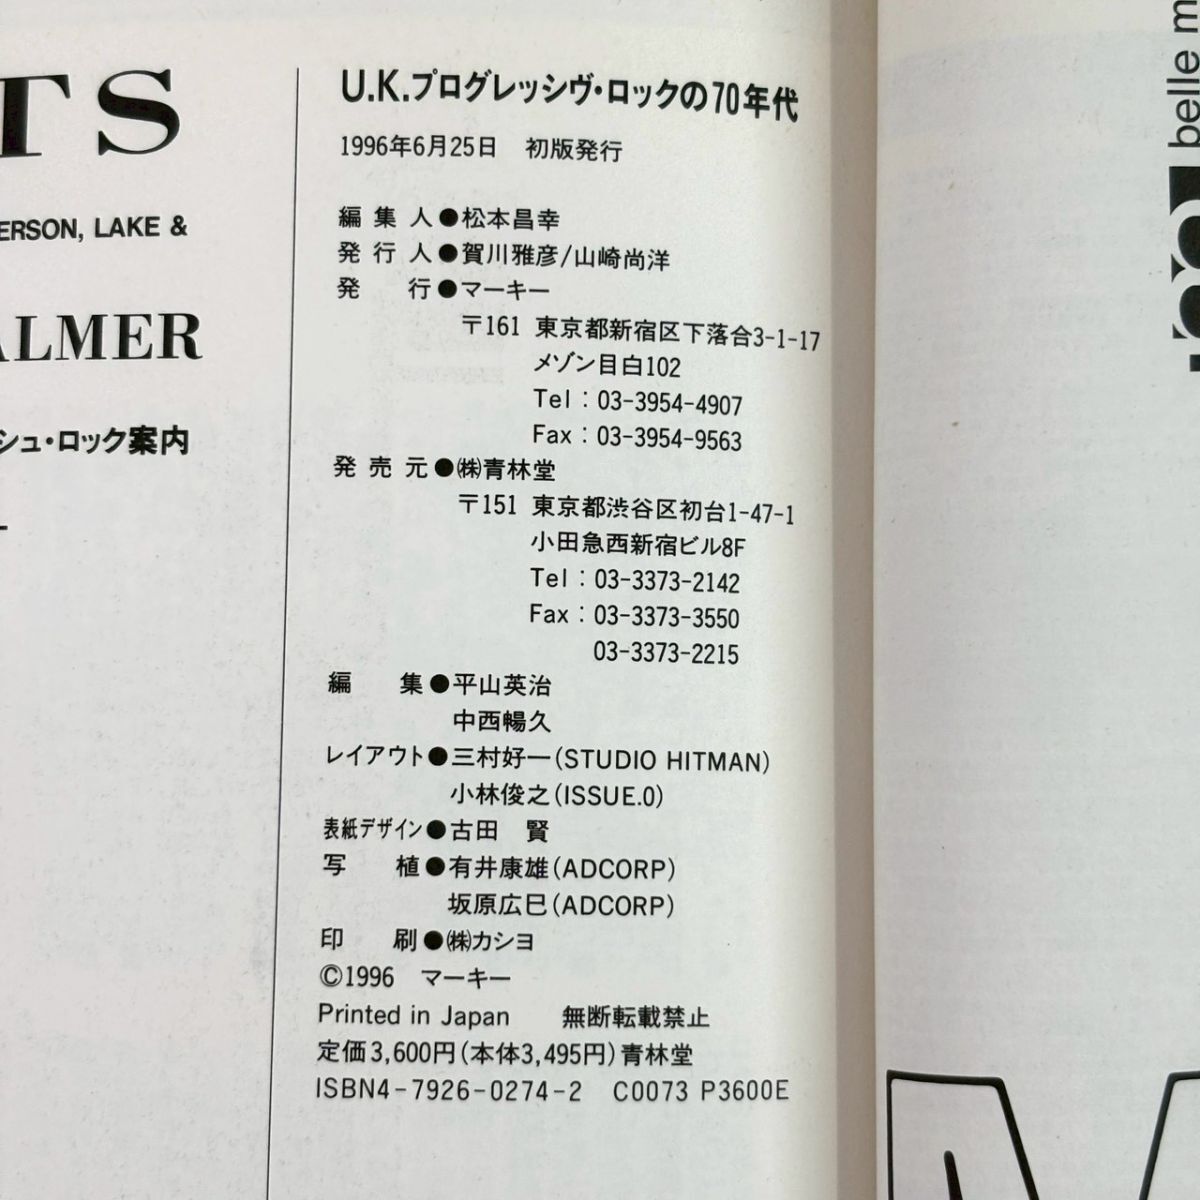 TS
ERSON, LAKE &
ALMER
シュ・ロック案内
U.K.プログレッシヴ・ロックの70年代
1996年6月25日　初版発行
編集人●松本昌幸
発行人●賀川雅彦/山崎尚洋
発　行●マーキー
〒161 東京都新宿区下落合3-1-17
メゾン目白102
Tel：03-3954-4907
Fax：03-3954-9563
発売元●㈱青林堂
〒151 東京都渋谷区初台1-47-1
小田急西新宿ビル8F
Tel：03-3373-2142
Fax：03-3373-3550
03-3373-2215
編　集●平山英治
中西暢久
レイアウト●三村好一(STUDIO HITMAN)
小林俊之(ISSUE.0)
表紙デザイン●古田　賢
写　植●有井康雄(ADCORP)
坂原広巳(ADCORP)
印　刷●㈱カシヨ
©1996　マーキー
Printed in Japan　無断転載禁止
定価3,600円(本体3,495円)青林堂
ISBN4-7926-0274-2　C0073 P3600E
belle m